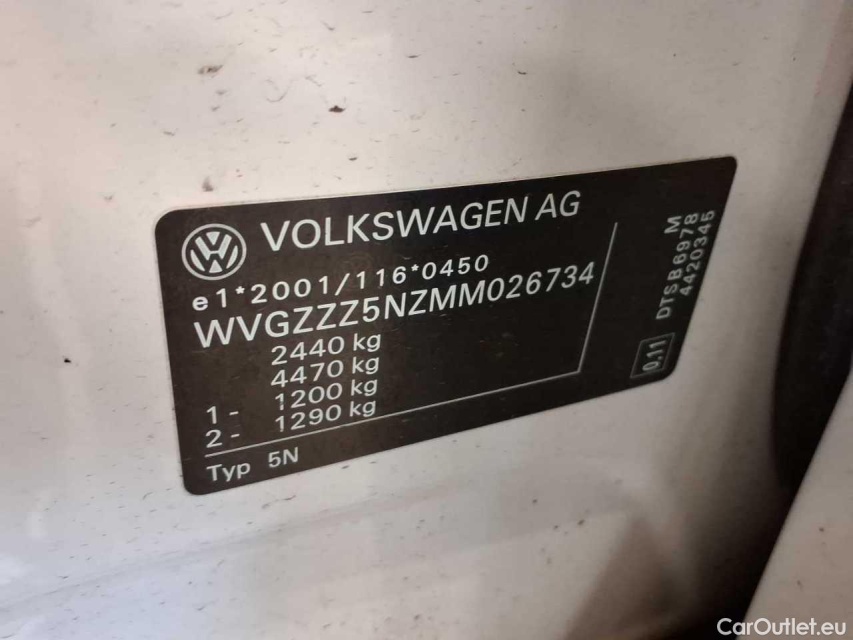 VOLKSWAGEN AG
e1*2001/116*0450
WVGZZZ5NZMM026734
2440 kg
4470 kg
1 - 1200 kg
2 - 1290 kg
Typ 5N
M
DTSB6978
4420345
0.11
CarOutlet.eu